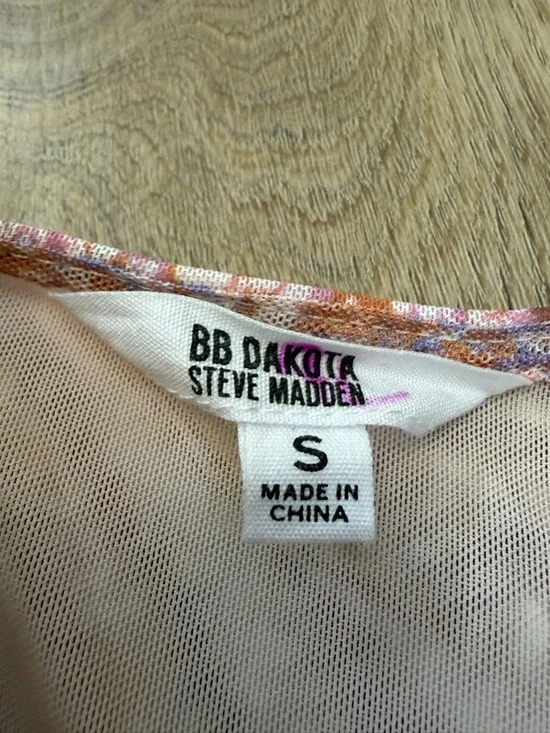 BB DAKOTA
STEVE MADDEN
S
MADE IN
CHINA